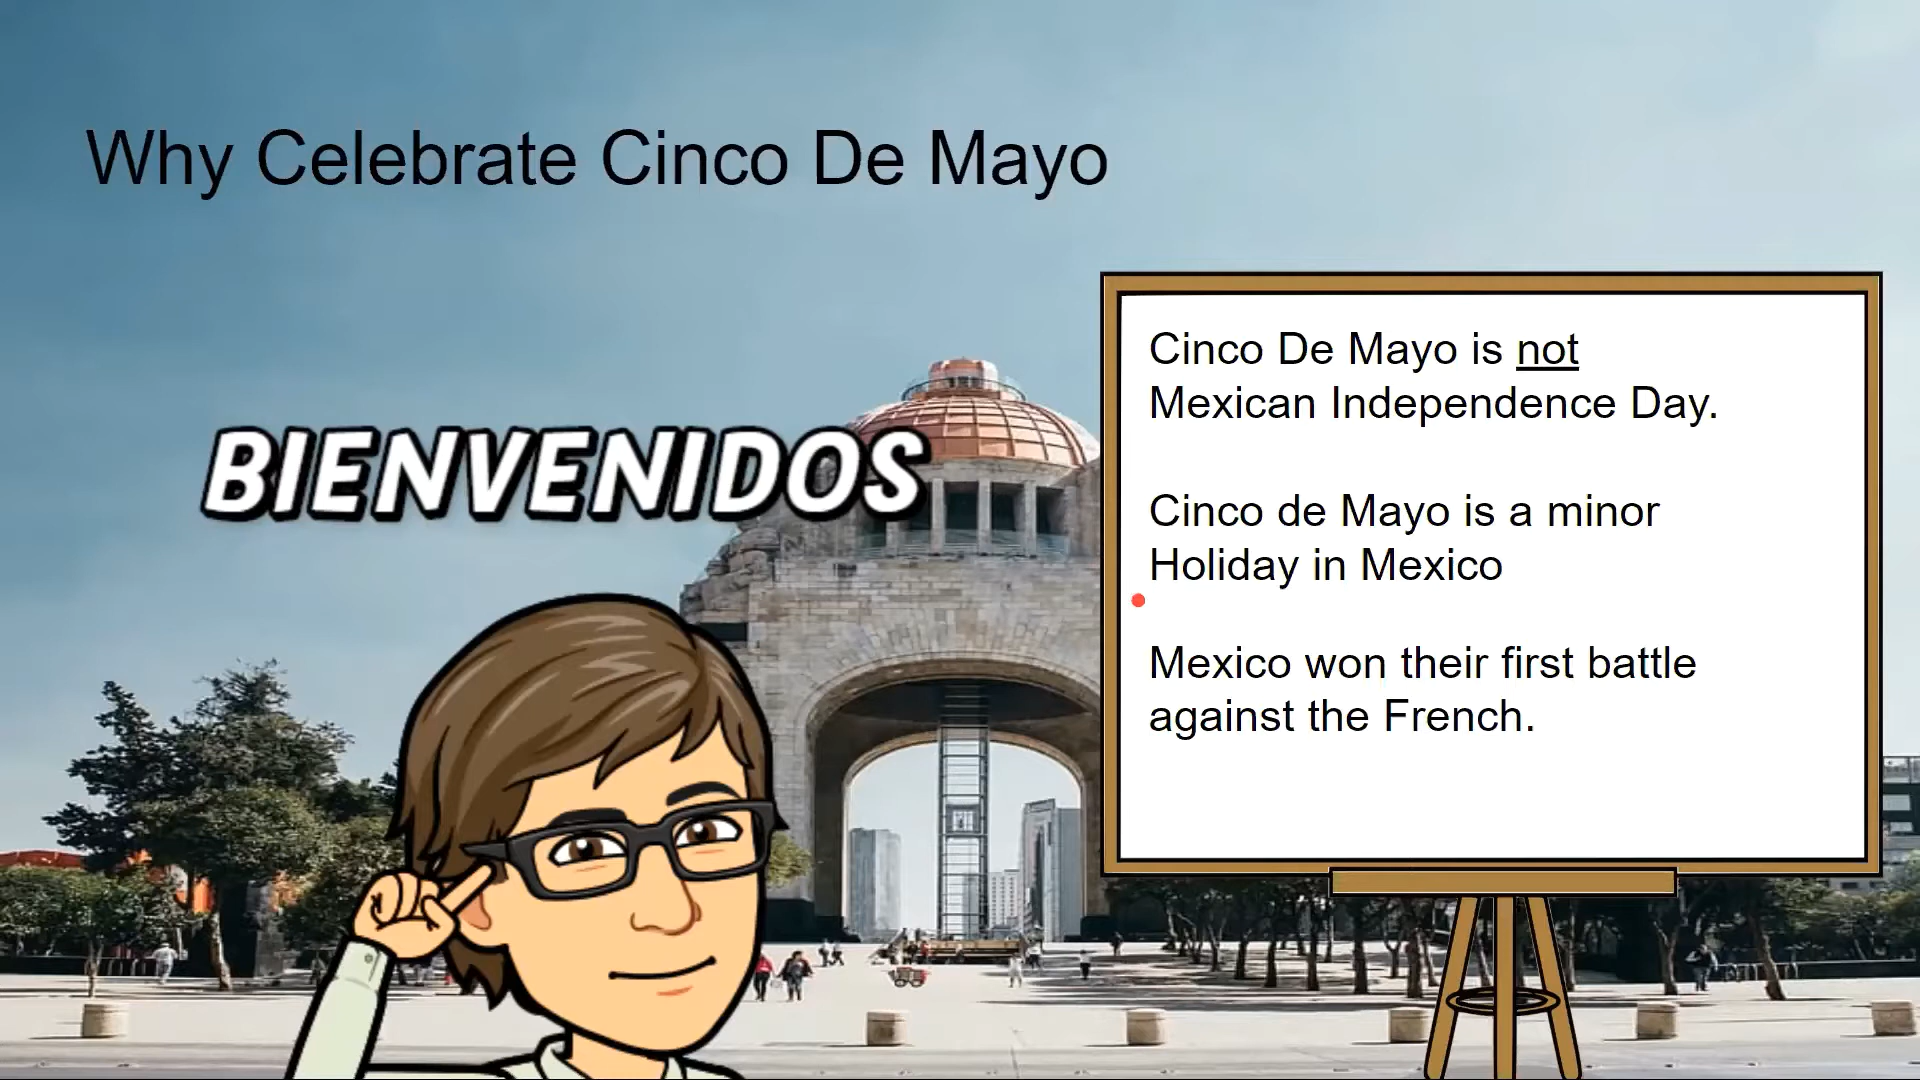 Why Celebrate Cinco De Mayo
BIENVENIDOS
Cinco De Mayo is not
Mexican Independence Day.
Cinco de Mayo is a minor
Holiday in Mexico
Mexico won their first battle
against the French.